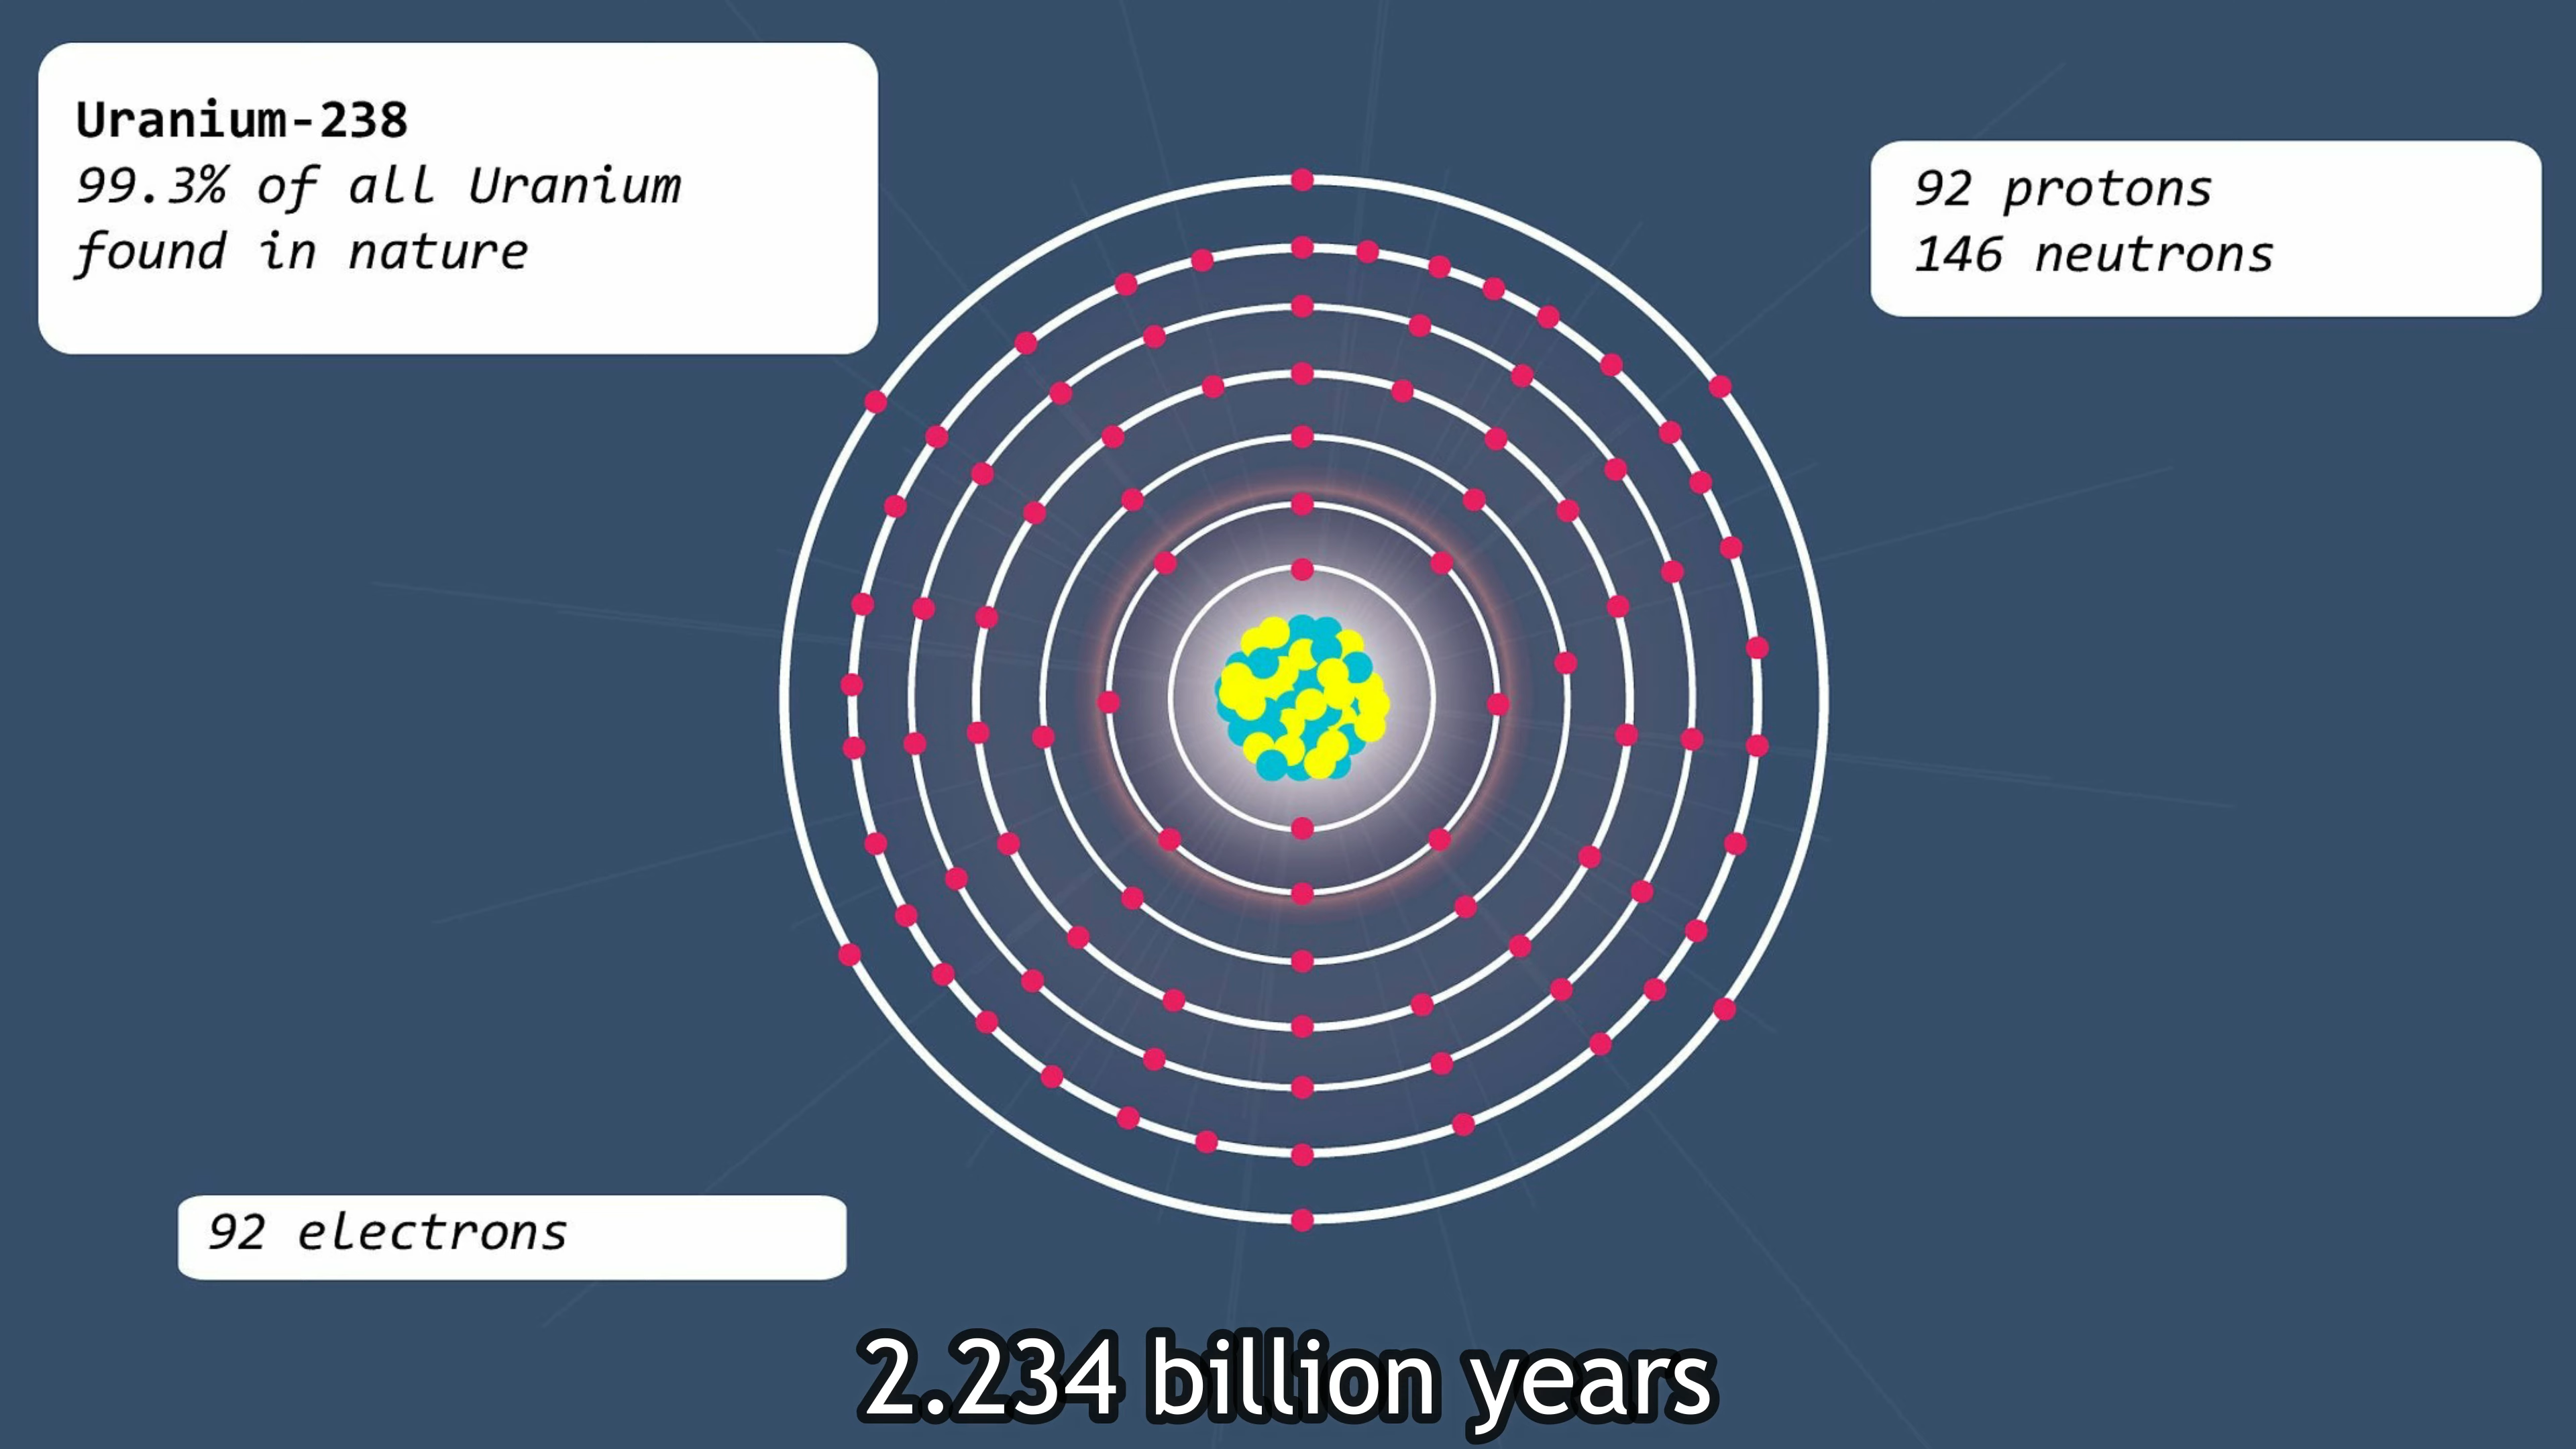 Uranium-238
99.3% of all Uranium
found in nature
92 protons
146 neutrons
92 electrons
2.234 billion years